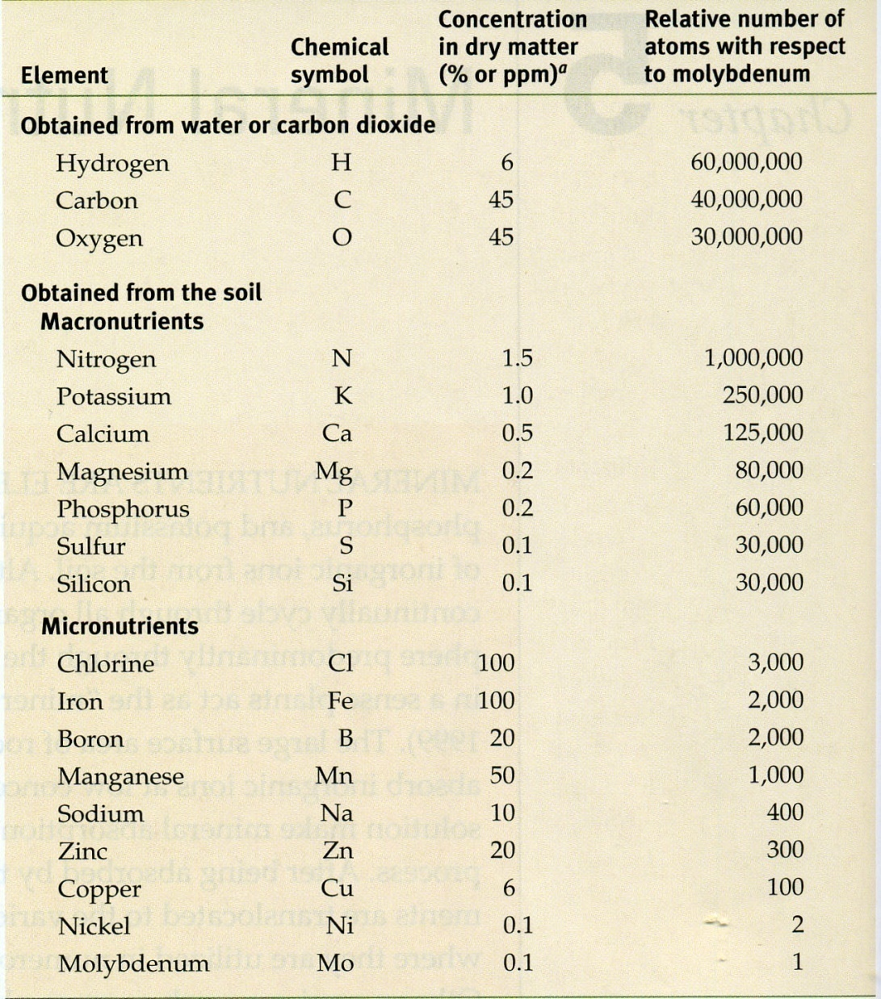 Element Chemical symbol Concentration in dry matter (% or ppm)a Relative number of atoms with respect to molybdenum
Obtained from water or carbon dioxide
Hydrogen H 6 60,000,000
Carbon C 45 40,000,000
Oxygen O 45 30,000,000
Obtained from the soil
Macronutrients
Nitrogen N 1.5 1,000,000
Potassium K 1.0 250,000
Calcium Ca 0.5 125,000
Magnesium Mg 0.2 80,000
Phosphorus P 0.2 60,000
Sulfur S 0.1 30,000
Silicon Si 0.1 30,000
Micronutrients
Chlorine Cl 100 3,000
Iron Fe 100 2,000
Boron B 20 2,000
Manganese Mn 50 1,000
Sodium Na 10 400
Zinc Zn 20 300
Copper Cu 6 100
Nickel Ni 0.1 2
Molybdenum Mo 0.1 1